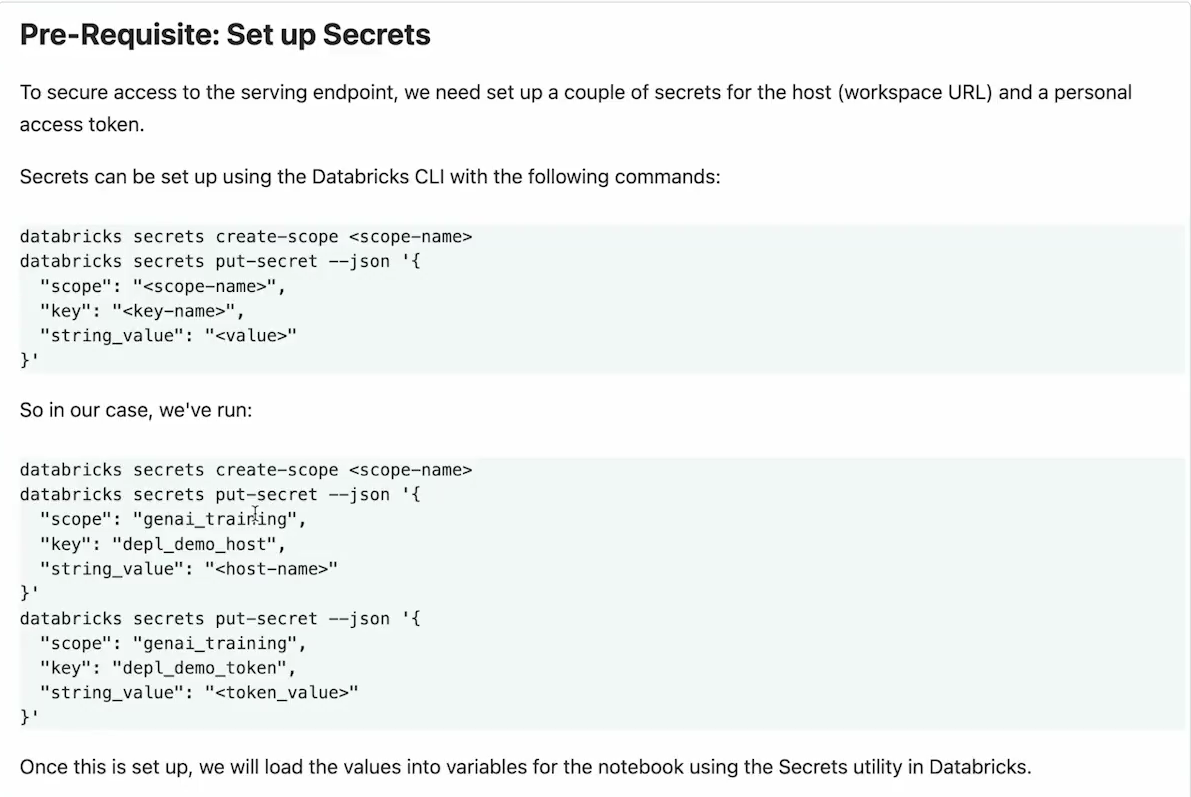 Pre-Requisite: Set up Secrets
To secure access to the serving endpoint, we need set up a couple of secrets for the host (workspace URL) and a personal
access token.
Secrets can be set up using the Databricks CLI with the following commands:
databricks secrets create-scope <scope-name>
databricks secrets put-secret --json '{
  "scope": "<scope-name>",
  "key": "<key-name>",
  "string_value": "<value>"
}'
So in our case, we've run:
databricks secrets create-scope <scope-name>
databricks secrets put-secret --json '{
  "scope": "genai_training",
  "key": "depl_demo_host",
  "string_value": "<host-name>"
}'
databricks secrets put-secret --json '{
  "scope": "genai_training",
  "key": "depl_demo_token",
  "string_value": "<token_value>"
}'
Once this is set up, we will load the values into variables for the notebook using the Secrets utility in Databricks.